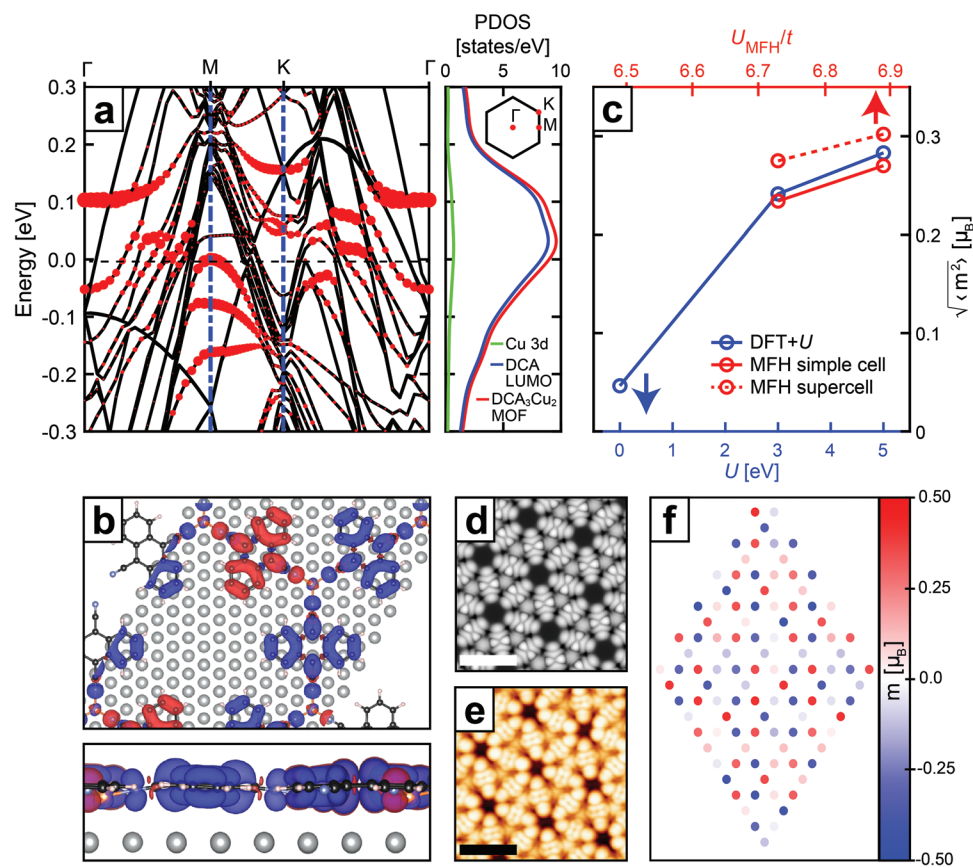 PDOS
[states/eV]
U_MFH/t
Γ M K Γ
0 5 10
6.5 6.6 6.7 6.8 6.9
a
0.3
0.2
0.1
0.0
-0.1
-0.2
-0.3
Energy [eV]
K
Γ
M
Cu 3d
DCA
LUMO
DCA₃Cu₂
MOF
c
DFT+U
MFH simple cell
MFH supercell
0.3
0.2
0.1
0
√⟨m²⟩ [μ_B]
0 1 2 3 4 5
U [eV]
b
d
e
f
0.50
0.25
0.0
-0.25
-0.50
m [μ_B]